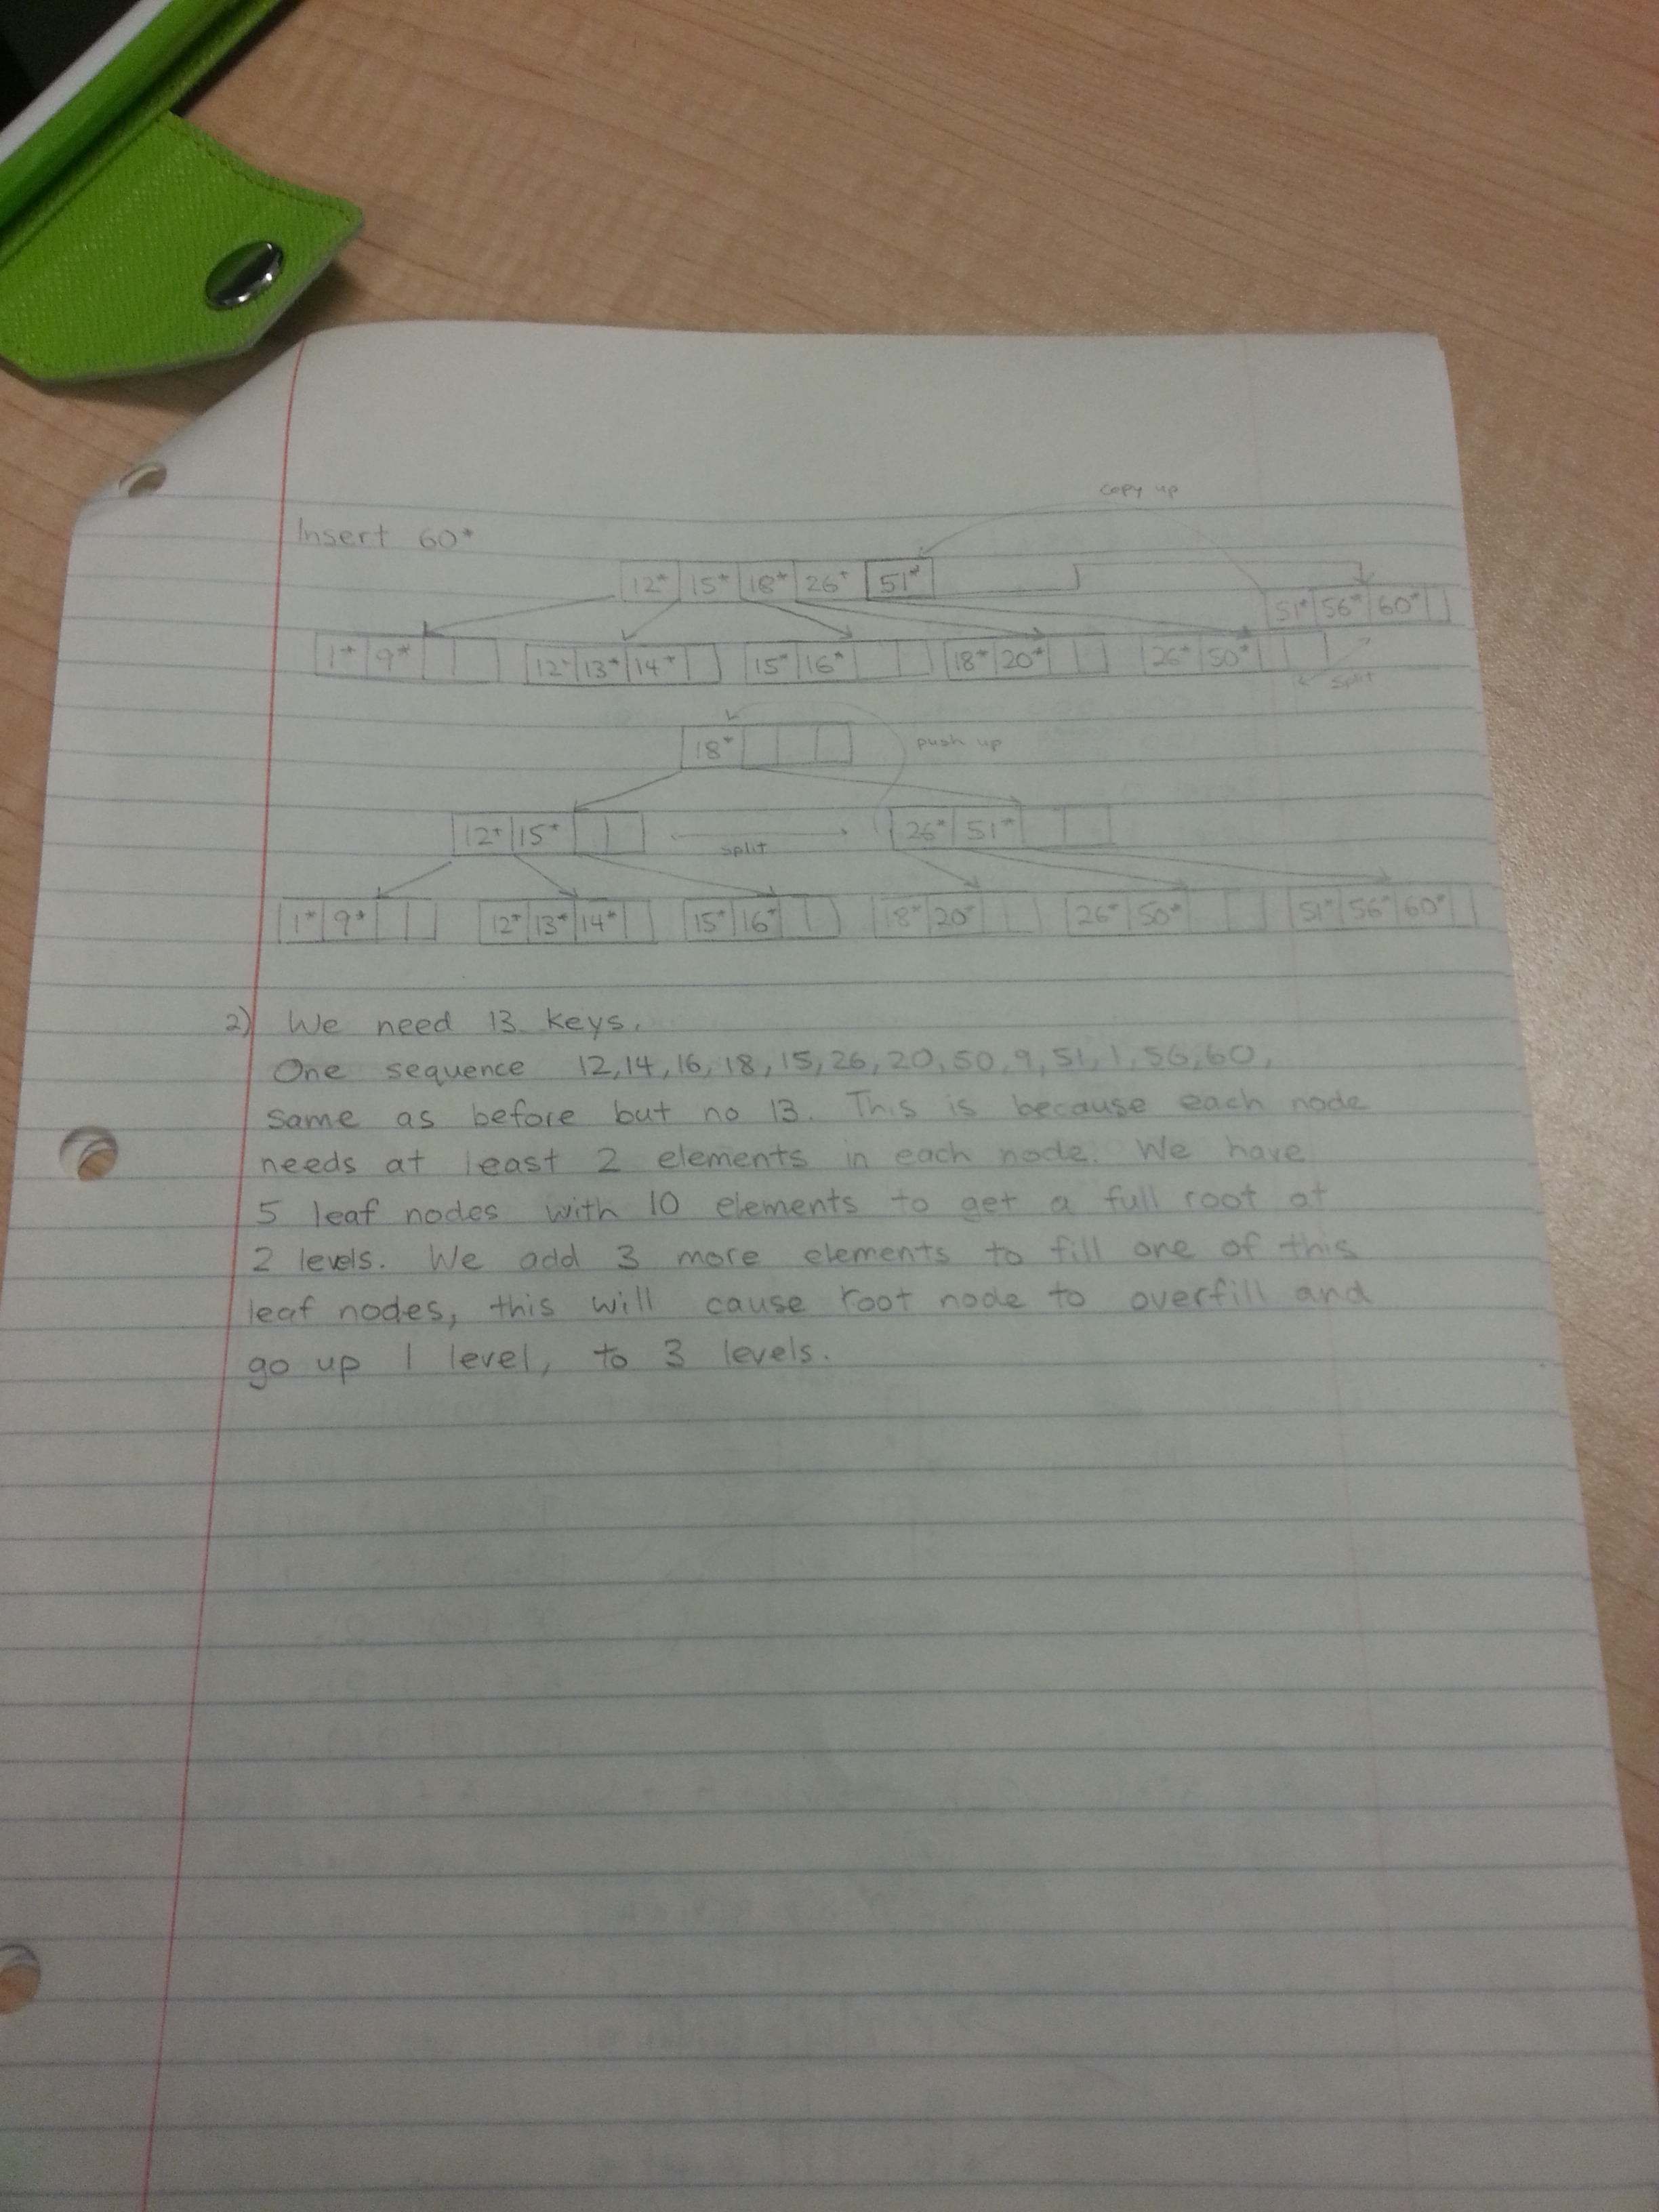 copy up
Insert 60*
12* 15* 18* 26* 51*
51* 56* 60*
1* 9* 12* 13* 14* 15* 16* 18* 20* 26* 50*
split
18* push up
12* 15* split 26* 51*
1* 9* 12* 13* 14* 15* 16* 18* 20* 26* 50* 51* 56* 60*
2) We need 13 keys.
One sequence 12, 14, 16, 18, 15, 26, 20, 50, 9, 51, 1, 56, 60,
same as before but no 13. This is because each node
needs at least 2 elements in each node. We have
5 leaf nodes with 10 elements to get a full root at
2 levels. We add 3 more elements to fill one of this
leaf nodes, this will cause root node to overfill and
go up 1 level, to 3 levels.